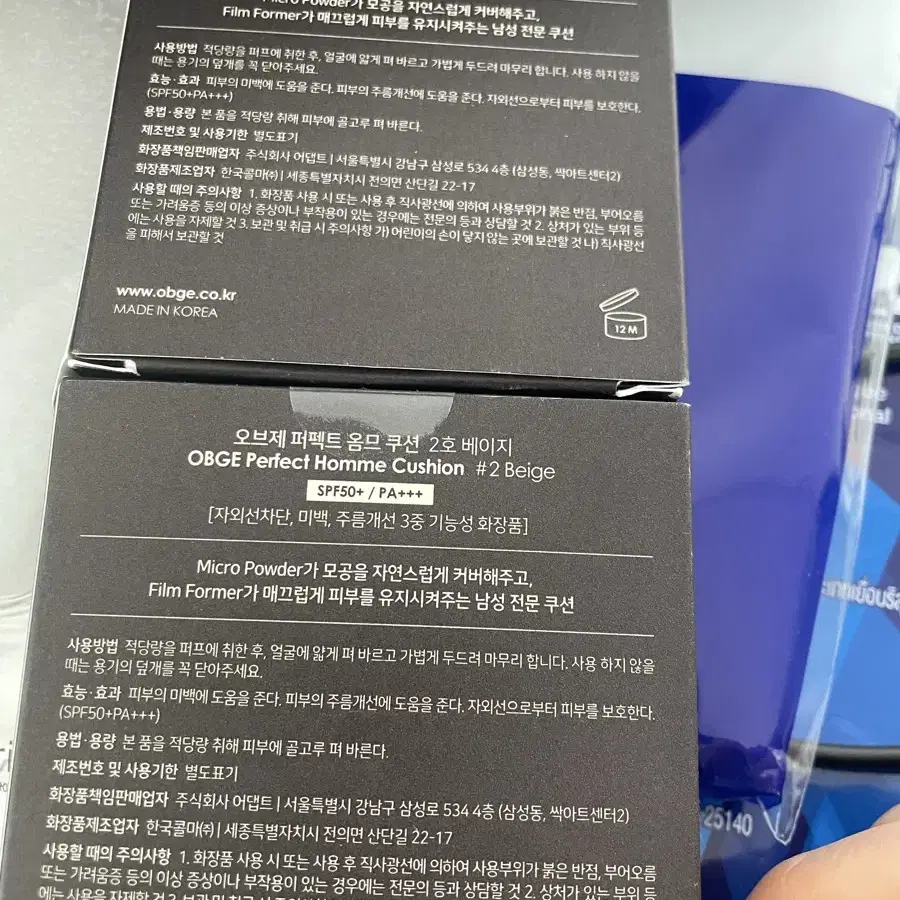 Micro Powder가 모공을 자연스럽게 커버해주고,
Film Former가 매끄럽게 피부를 유지시켜주는 남성 전문 쿠션
사용방법 적당량을 퍼프에 취한 후, 얼굴에 얇게 펴 바르고 가볍게 두드려 마무리 합니다. 사용 하지 않을
때는 용기의 덮개를 꼭 닫아주세요.
효능·효과 피부의 미백에 도움을 준다. 피부의 주름개선에 도움을 준다. 자외선으로부터 피부를 보호한다.
(SPF50+PA+++)
용법·용량 본 품을 적당량 취해 피부에 골고루 펴 바른다.
제조번호 및 사용기한 별도표기
화장품책임판매업자 주식회사 어댑트 | 서울특별시 강남구 삼성로 534 4층 (삼성동, 싹아트센터2)
화장품제조업자 한국콜마㈜ | 세종특별자치시 전의면 산단길 22-17
사용할 때의 주의사항 1. 화장품 사용 시 또는 사용 후 직사광선에 의하여 사용부위가 붉은 반점, 부어오름
또는 가려움증 등의 이상 증상이나 부작용이 있는 경우에는 전문의 등과 상담할 것 2. 상처가 있는 부위 등
에는 사용을 자제할 것 3. 보관 및 취급 시 주의사항 가) 어린이의 손이 닿지 않는 곳에 보관할 것 나) 직사광선
을 피해서 보관할 것
www.obge.co.kr
MADE IN KOREA
12 M
오브제 퍼펙트 옴므 쿠션 2호 베이지
OBGE Perfect Homme Cushion #2 Beige
SPF50+ / PA+++
[자외선차단, 미백, 주름개선 3중 기능성 화장품]
Micro Powder가 모공을 자연스럽게 커버해주고,
Film Former가 매끄럽게 피부를 유지시켜주는 남성 전문 쿠션
사용방법 적당량을 퍼프에 취한 후, 얼굴에 얇게 펴 바르고 가볍게 두드려 마무리 합니다. 사용 하지 않을
때는 용기의 덮개를 꼭 닫아주세요.
효능·효과 피부의 미백에 도움을 준다. 피부의 주름개선에 도움을 준다. 자외선으로부터 피부를 보호한다.
(SPF50+PA+++)
용법·용량 본 품을 적당량 취해 피부에 골고루 펴 바른다.
제조번호 및 사용기한 별도표기
화장품책임판매업자 주식회사 어댑트 | 서울특별시 강남구 삼성로 534 4층 (삼성동, 싹아트센터2)
화장품제조업자 한국콜마㈜ | 세종특별자치시 전의면 산단길 22-17
사용할 때의 주의사항 1. 화장품 사용 시 또는 사용 후 직사광선에 의하여 사용부위가 붉은 반점, 부어오름
또는 가려움증 등의 이상 증상이나 부작용이 있는 경우에는 전문의 등과 상담할 것 2. 상처가 있는 부위 등
25140